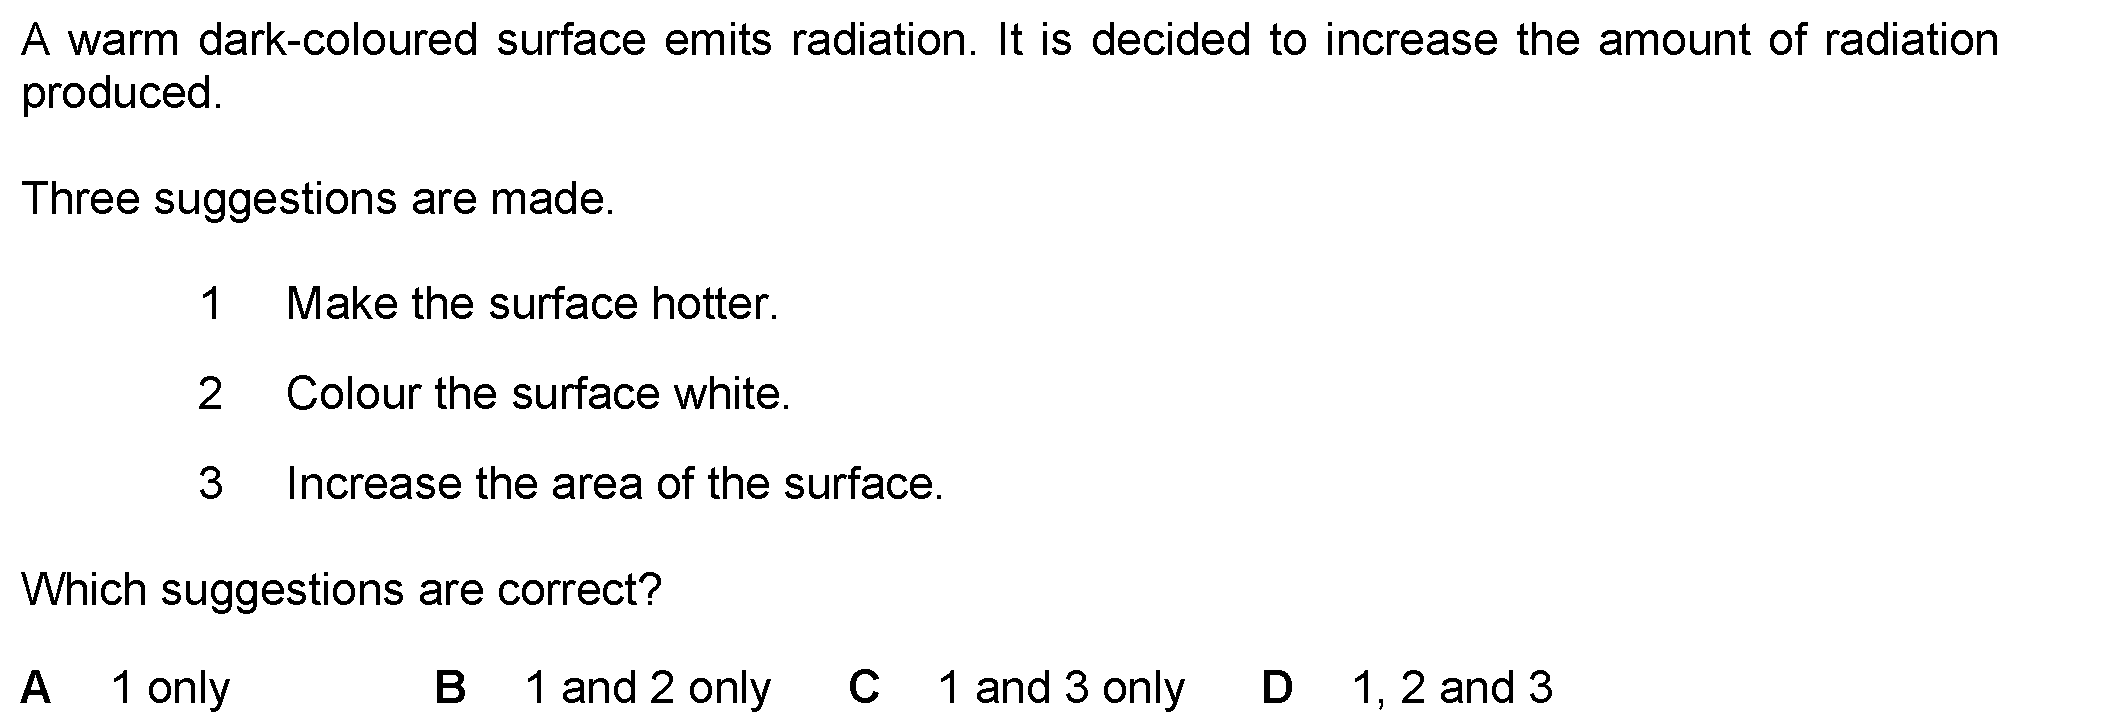 A warm dark-coloured surface emits radiation. It is decided to increase the amount of radiation
produced.
Three suggestions are made.
1 Make the surface hotter.
2 Colour the surface white.
3 Increase the area of the surface.
Which suggestions are correct?
A 1 only B 1 and 2 only C 1 and 3 only D 1, 2 and 3